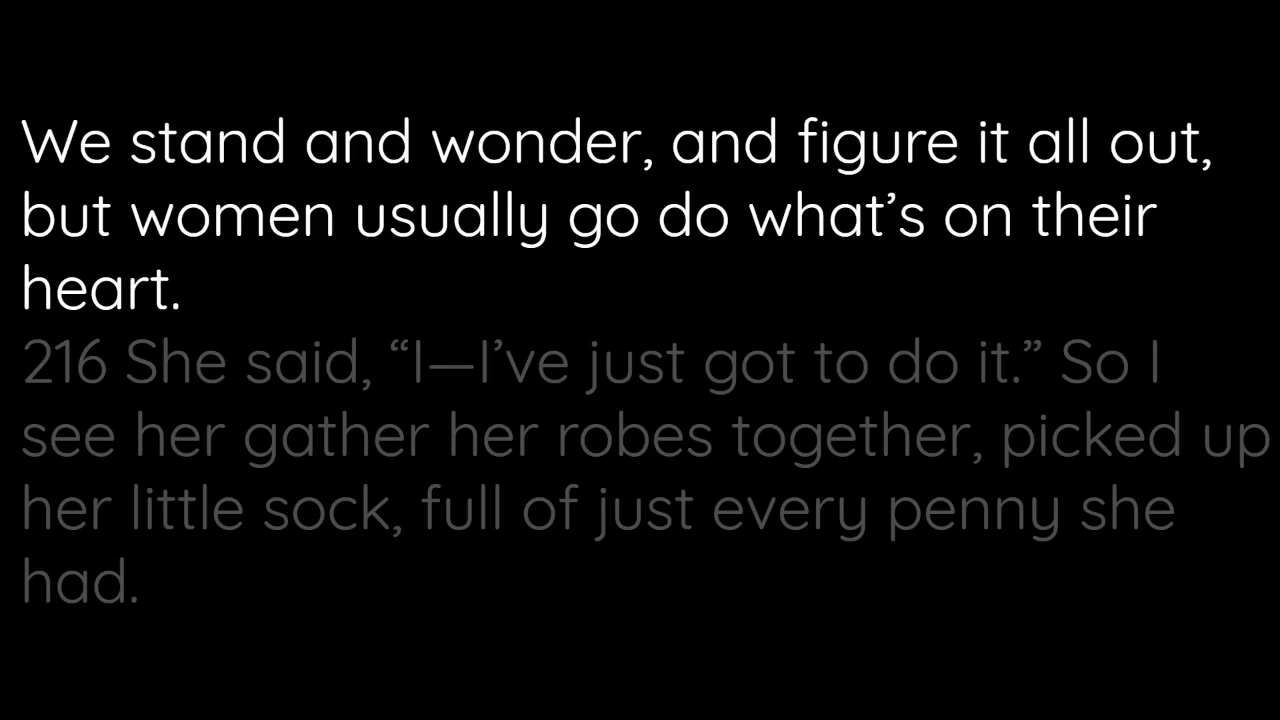 We stand and wonder, and figure it all out,
but women usually go do what’s on their
heart.
216 She said, “I—I’ve just got to do it.” So I
see her gather her robes together, picked up
her little sock, full of just every penny she
had.